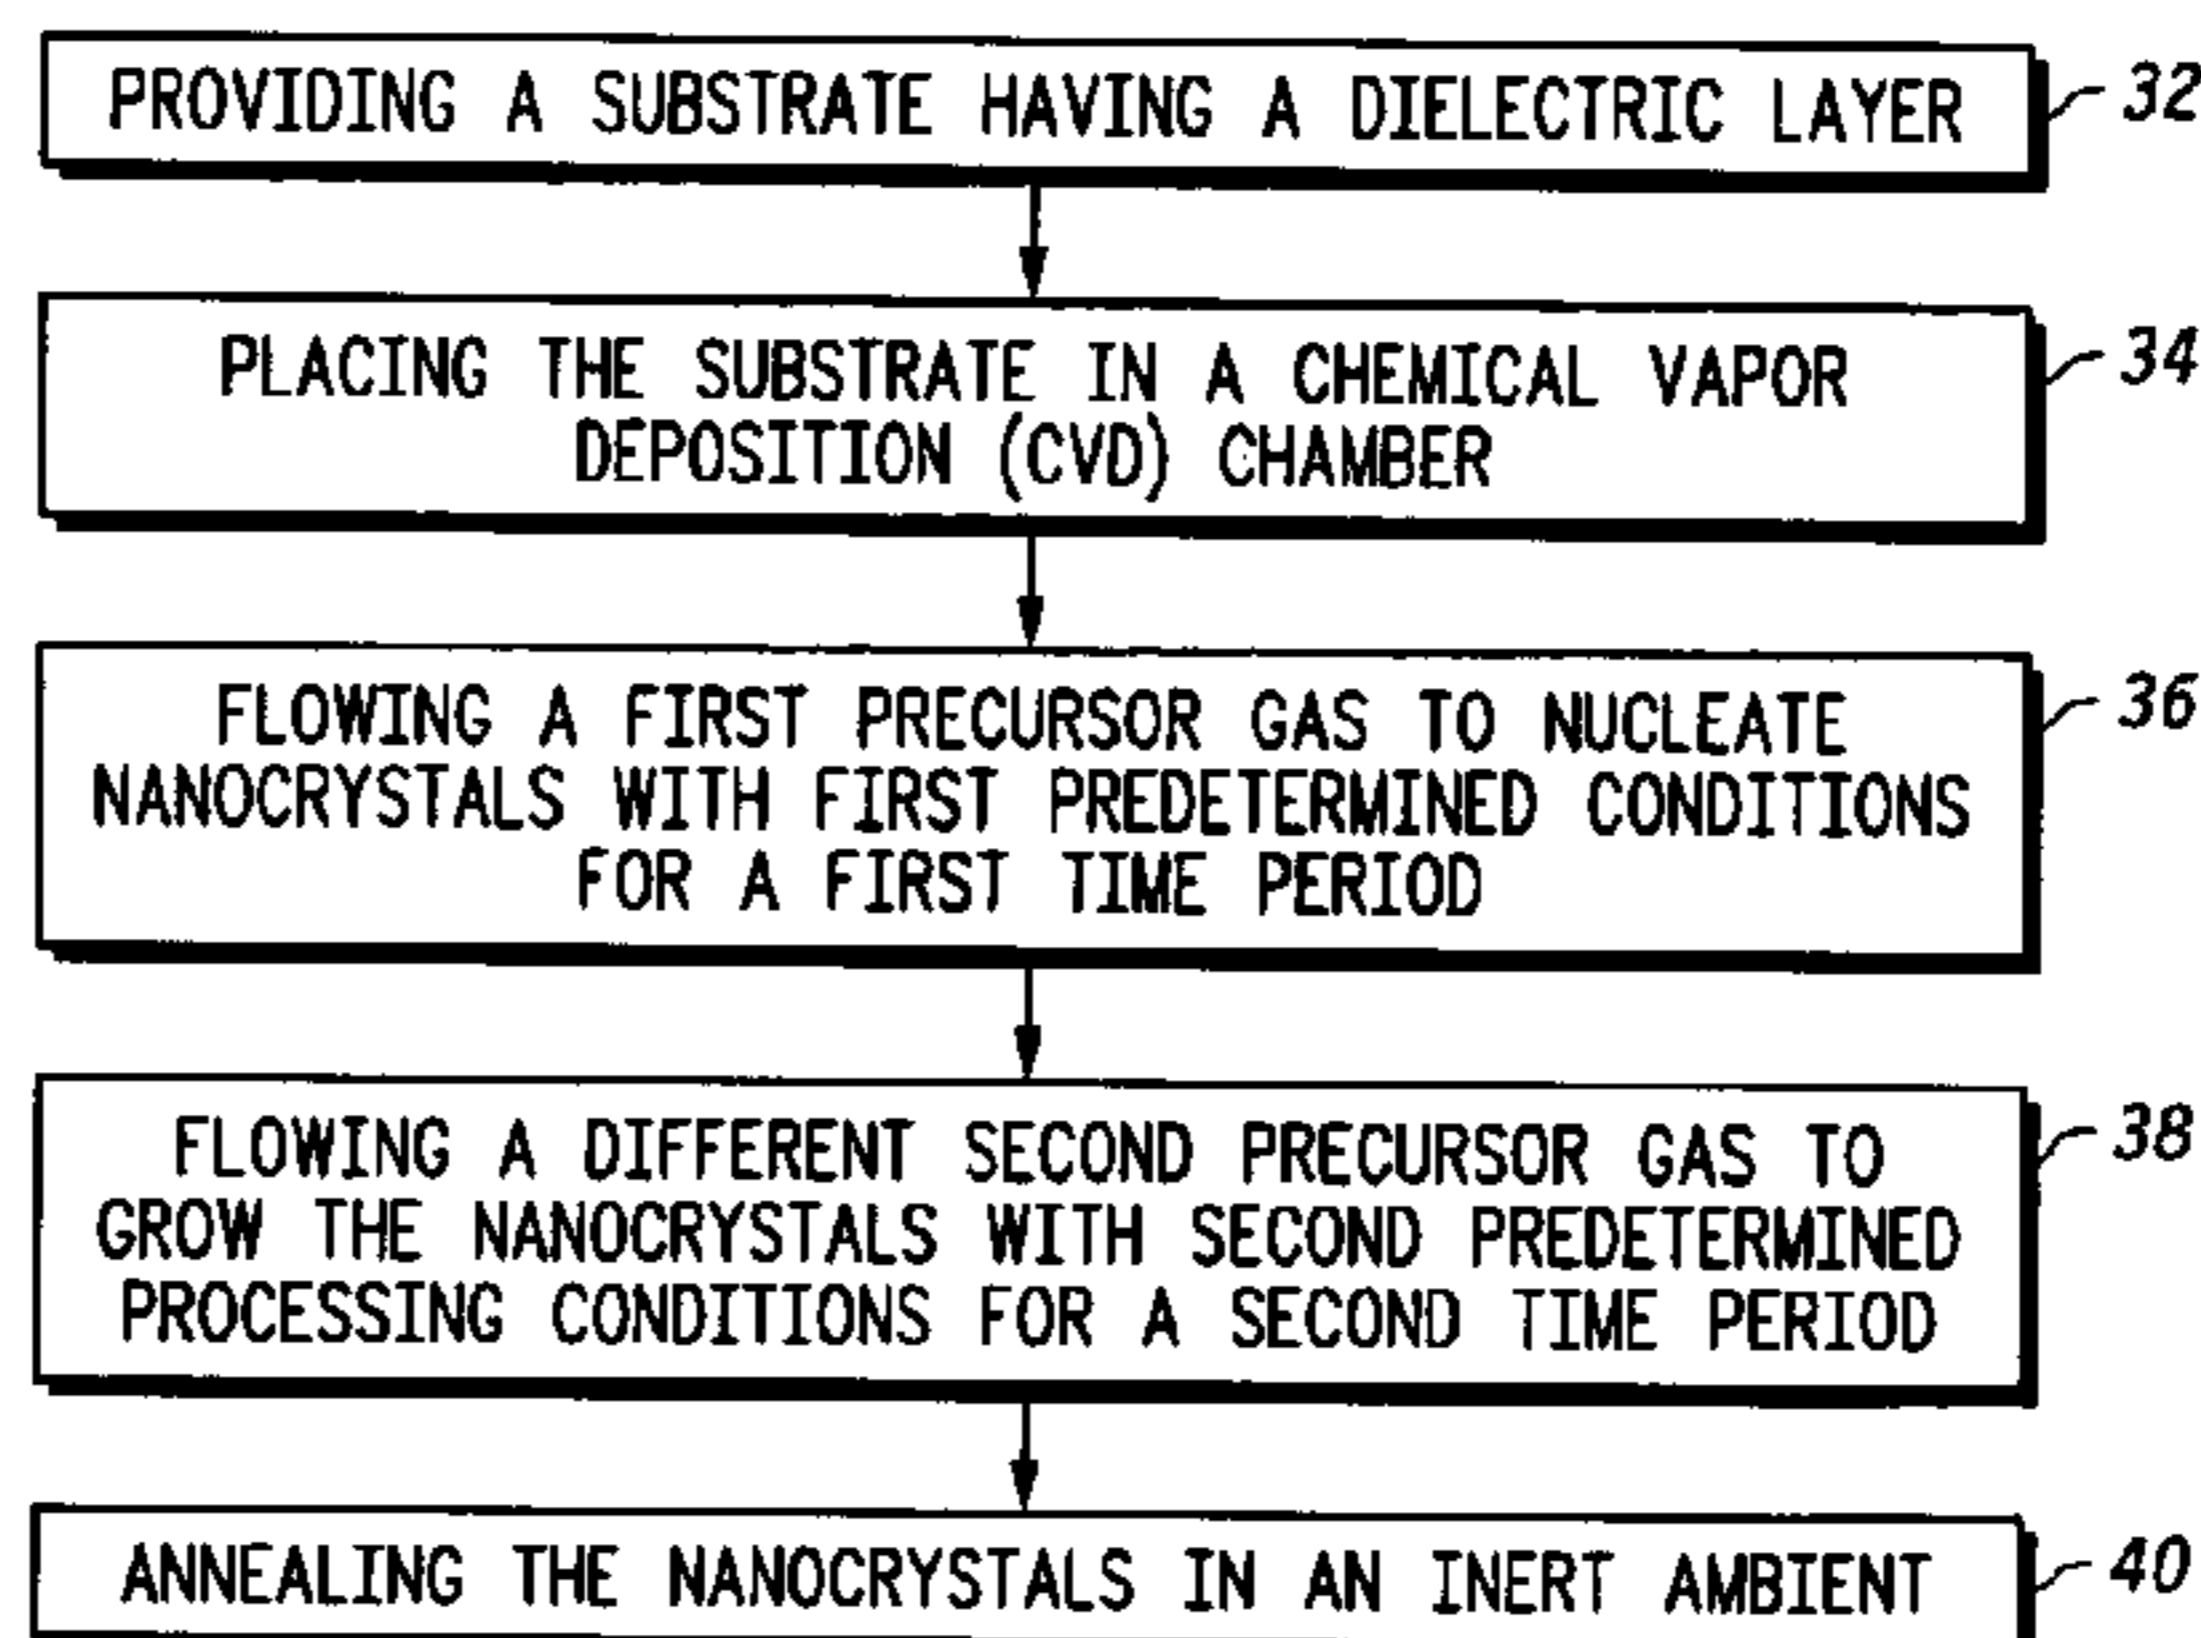 PROVIDING A SUBSTRATE HAVING A DIELECTRIC LAYER
32
PLACING THE SUBSTRATE IN A CHEMICAL VAPOR
DEPOSITION (CVD) CHAMBER
34
FLOWING A FIRST PRECURSOR GAS TO NUCLEATE
NANOCRYSTALS WITH FIRST PREDETERMINED CONDITIONS
FOR A FIRST TIME PERIOD
36
FLOWING A DIFFERENT SECOND PRECURSOR GAS TO
GROW THE NANOCRYSTALS WITH SECOND PREDETERMINED
PROCESSING CONDITIONS FOR A SECOND TIME PERIOD
38
ANNEALING THE NANOCRYSTALS IN AN INERT AMBIENT
40